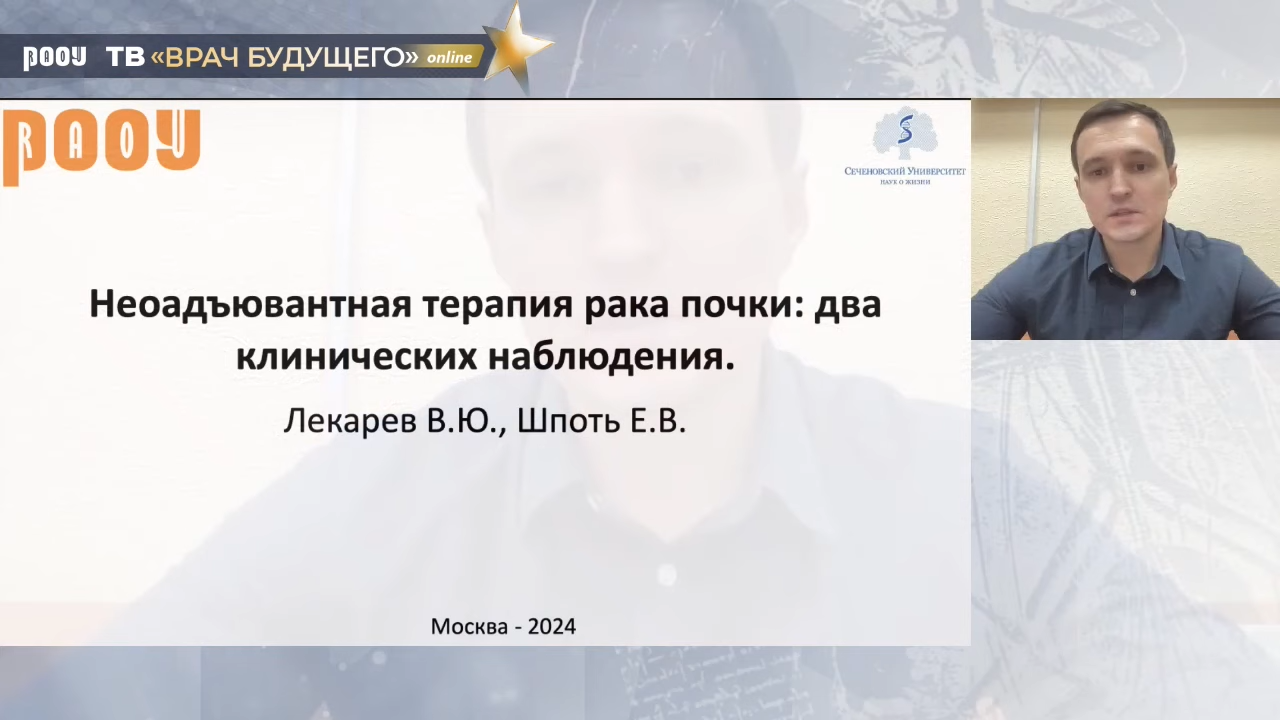 РООУ ТВ «ВРАЧ БУДУЩЕГО» online
РООУ
RAOU
Сеченовский Университет
НАУК О ЖИЗНИ
Неоадъювантная терапия рака почки: два
клинических наблюдения.
Лекарев В.Ю., Шпоть Е.В.
Москва - 2024